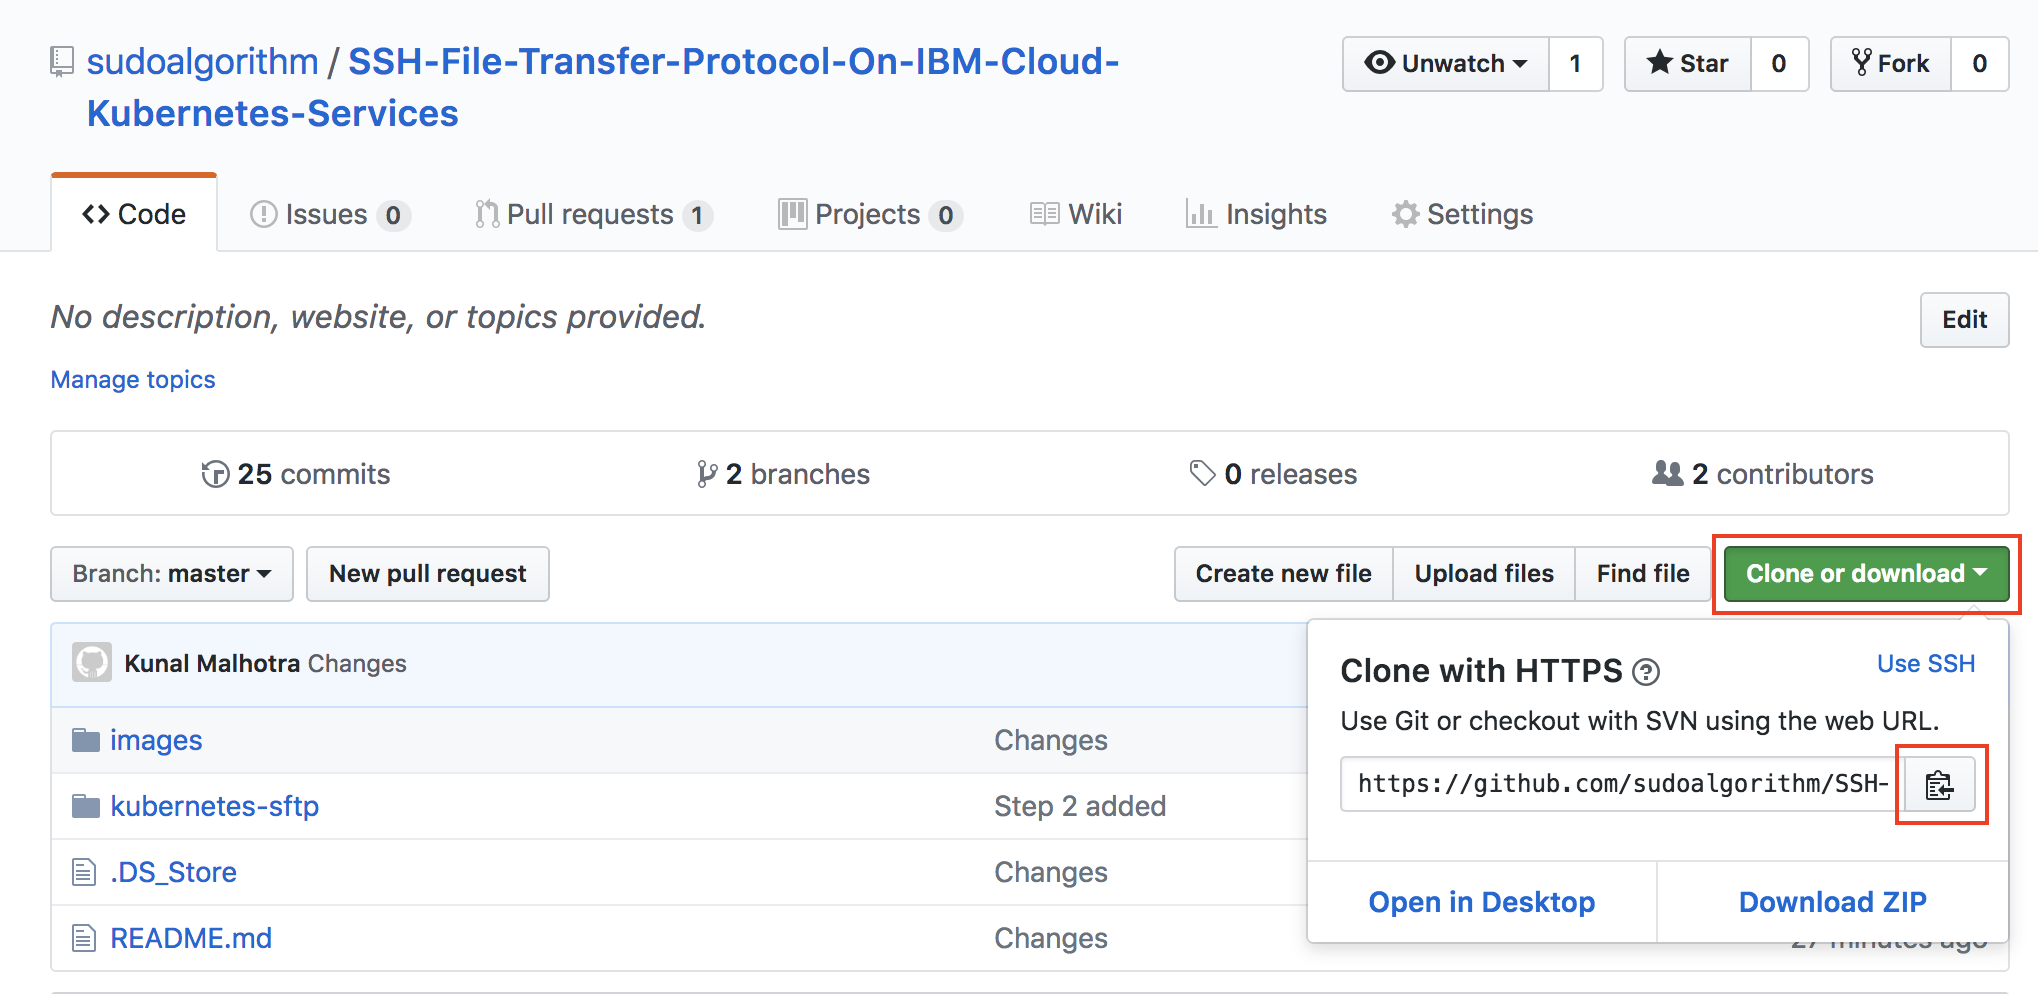 sudoalgorithm / SSH-File-Transfer-Protocol-On-IBM-Cloud-
Kubernetes-Services
Unwatch 1
Star 0
Fork 0
Code
Issues 0
Pull requests 1
Projects 0
Wiki
Insights
Settings
No description, website, or topics provided.
Edit
Manage topics
25 commits
2 branches
0 releases
2 contributors
Branch: master
New pull request
Create new file
Upload files
Find file
Clone or download
Kunal Malhotra Changes
images Changes
kubernetes-sftp Step 2 added
.DS_Store Changes
README.md Changes
Clone with HTTPS
Use SSH
Use Git or checkout with SVN using the web URL.
https://github.com/sudoalgorithm/SSH-
Open in Desktop
Download ZIP
27 minutes ago